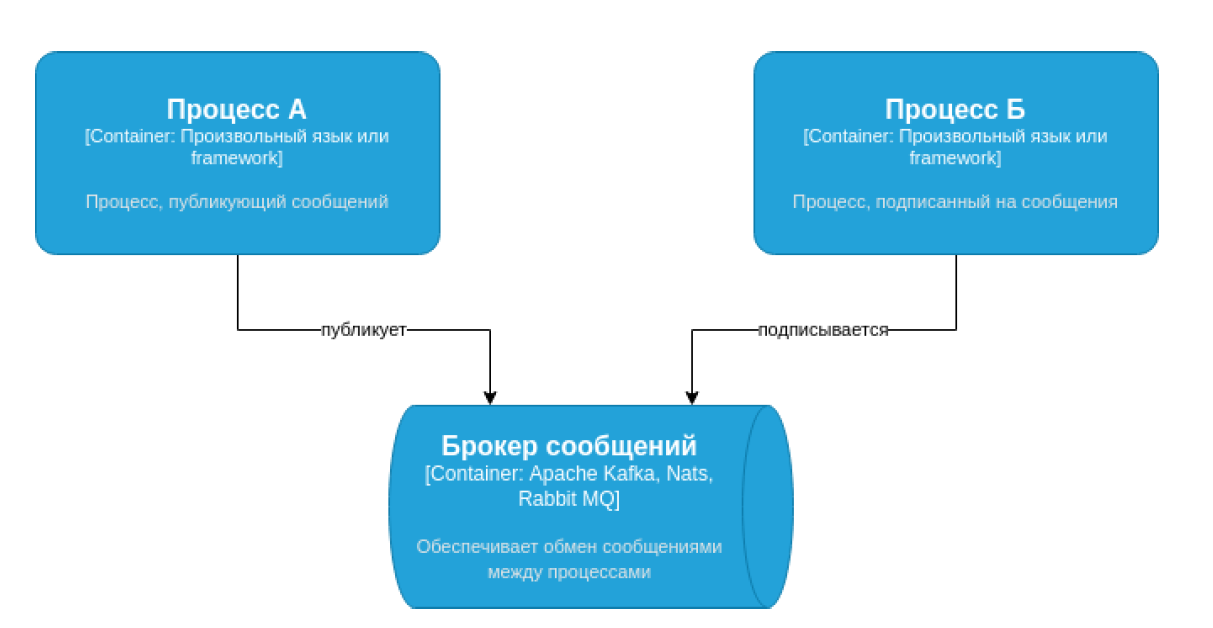 Процесс А
[Container: Произвольный язык или
framework]
Процесс, публикующий сообщений
Процесс Б
[Container: Произвольный язык или
framework]
Процесс, подписанный на сообщения
публикует
подписывается
Брокер сообщений
[Container: Apache Kafka, Nats,
Rabbit MQ]
Обеспечивает обмен сообщениями
между процессами